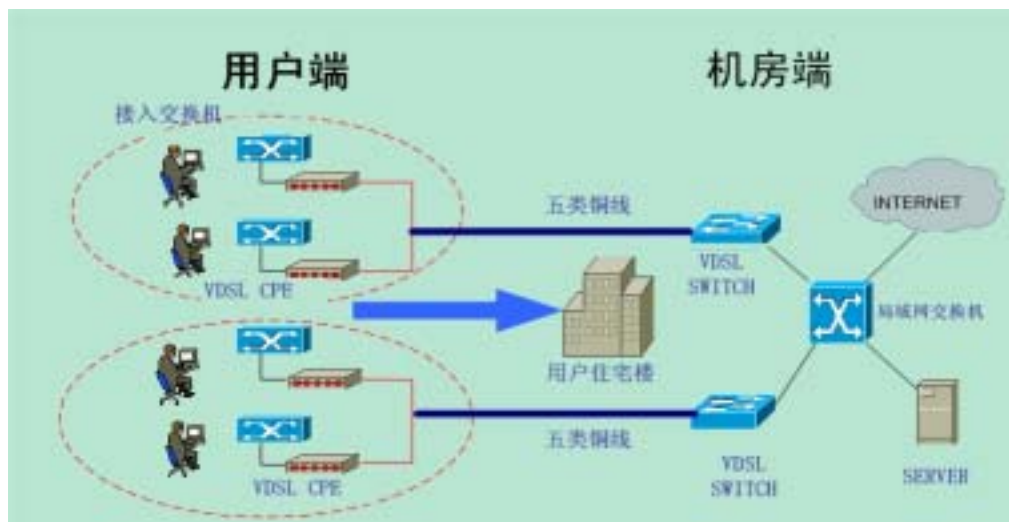 用户端
机房端
接入交换机
五类铜线
INTERNET
VDSL
SWITCH
VDSL CPE
局域网交换机
用户住宅楼
五类铜线
VDSL CPE
VDSL
SWITCH
SERVER